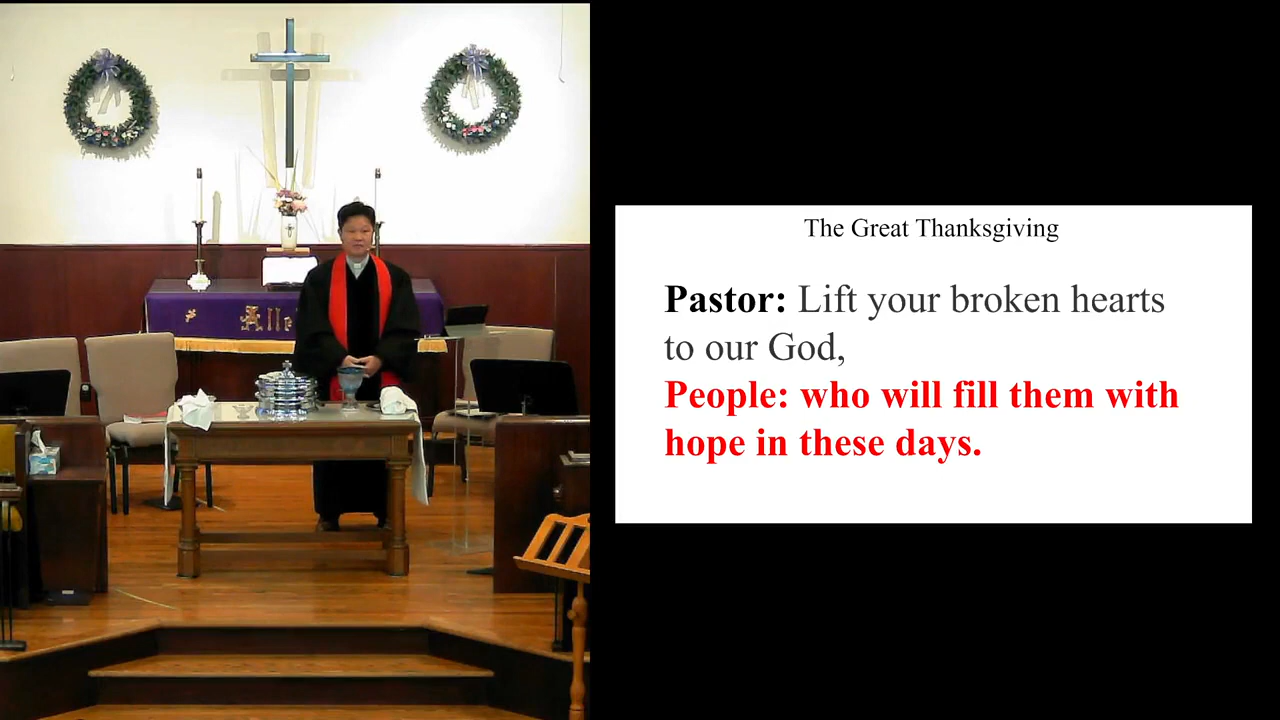 Alle
The Great Thanksgiving
Pastor: Lift your broken hearts
to our God,
People: who will fill them with
hope in these days.